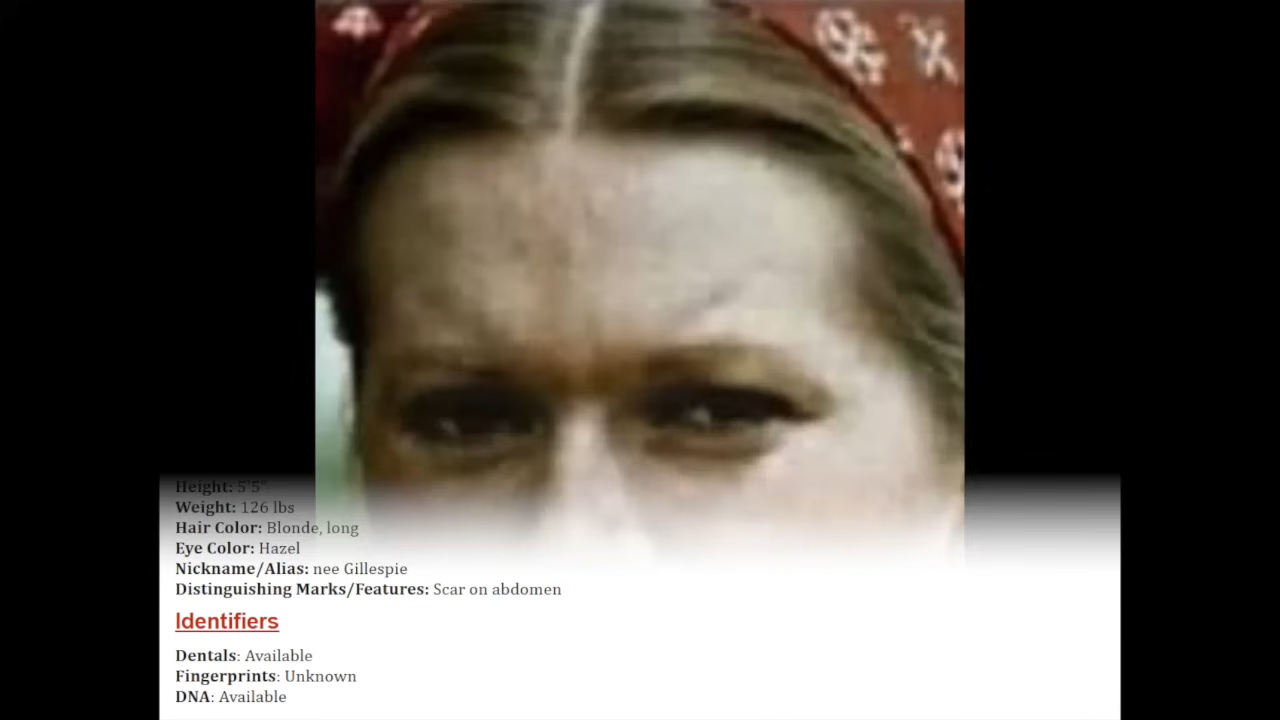 Height: 5'5"
Weight: 126 lbs
Hair Color: Blonde, long
Eye Color: Hazel
Nickname/Alias: nee Gillespie
Distinguishing Marks/Features: Scar on abdomen
Identifiers
Dentals: Available
Fingerprints: Unknown
DNA: Available